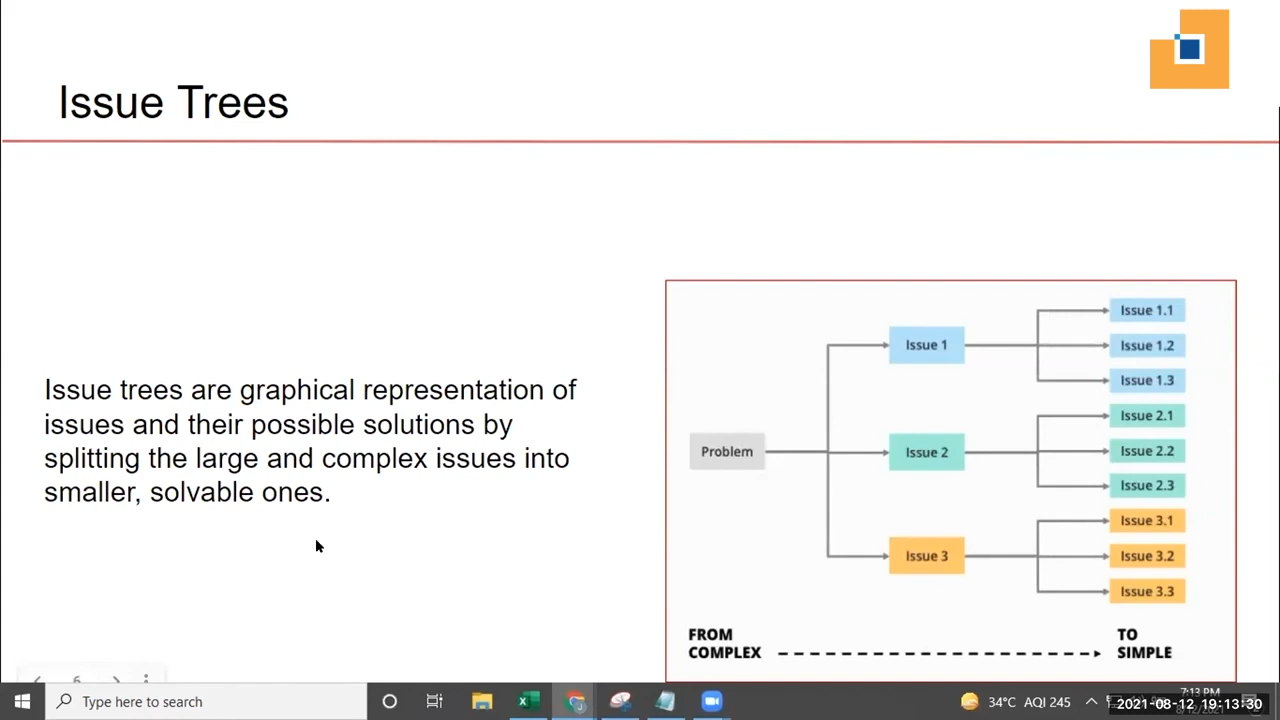 Issue Trees
Issue trees are graphical representation of
issues and their possible solutions by
splitting the large and complex issues into
smaller, solvable ones.
Problem
Issue 1
Issue 2
Issue 3
Issue 1.1
Issue 1.2
Issue 1.3
Issue 2.1
Issue 2.2
Issue 2.3
Issue 3.1
Issue 3.2
Issue 3.3
FROM
COMPLEX
TO
SIMPLE
Type here to search
34°C AQI 245
7:13 PM
2021-08-12 19:13:30